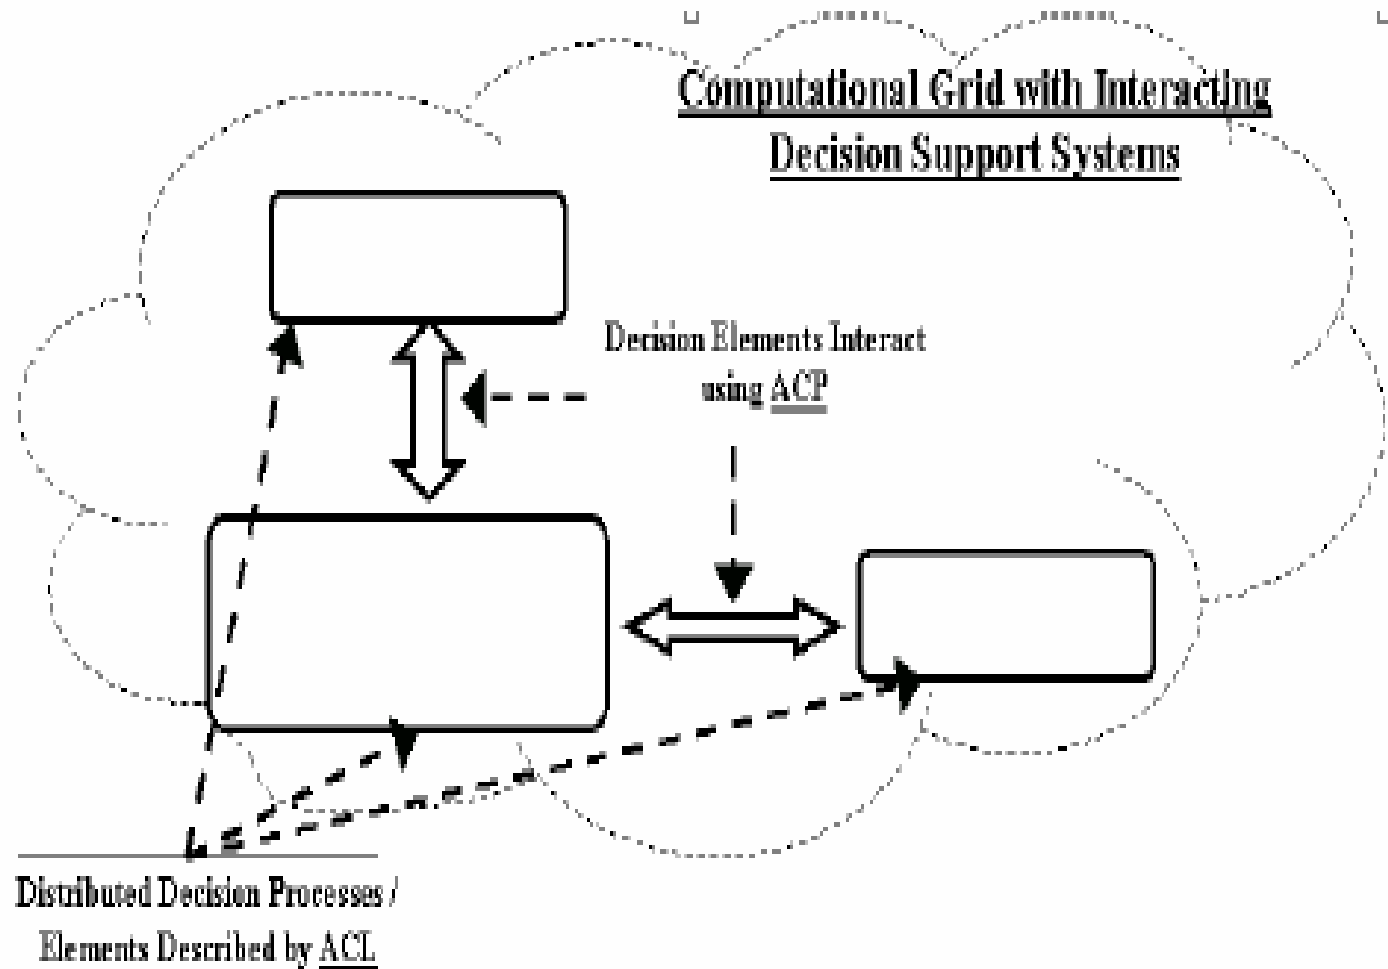 Computational Grid with Interacting
Decision Support Systems
Decision Elements Interact
using ACP
Distributed Decision Processes /
Elements Described by ACL